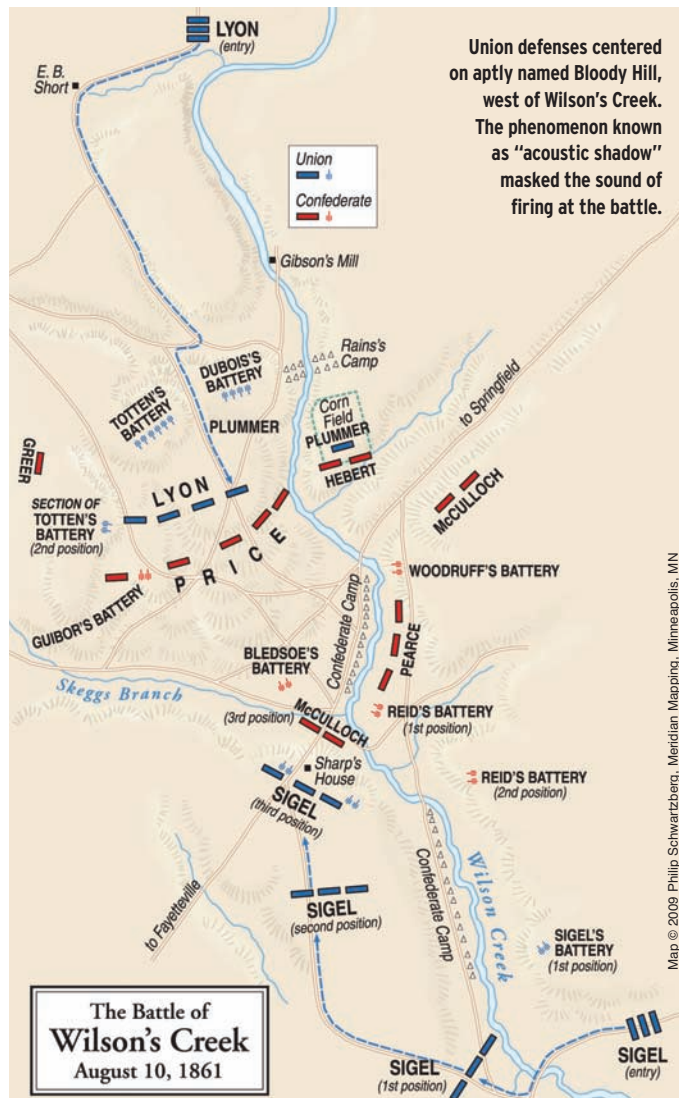 LYON
(entry)
E. B.
Short
Union defenses centered
on aptly named Bloody Hill,
west of Wilson's Creek.
The phenomenon known
as “acoustic shadow”
masked the sound of
firing at the battle.
Union
Confederate
Gibson's Mill
Rains's
Camp
DUBOIS'S
BATTERY
TOTTEN'S
BATTERY
PLUMMER
Corn
Field
PLUMMER
HEBERT
to Springfield
GREER
LYON
McCULLOCH
SECTION OF
TOTTEN'S
BATTERY
(2nd position)
PRICE
GUIBOR'S BATTERY
WOODRUFF'S BATTERY
Confederate Camp
PEARCE
BLEDSOE'S
BATTERY
Skeggs Branch
(3rd position)
McCULLOCH
REID'S BATTERY
(1st position)
Sharp's
House
REID'S BATTERY
(2nd position)
SIGEL
(third position)
to Fayetteville
SIGEL
(second position)
Confederate Camp
Wilson Creek
SIGEL'S
BATTERY
(1st position)
The Battle of
Wilson's Creek
August 10, 1861
SIGEL
(1st position)
SIGEL
(entry)
Map © 2009 Philip Schwartzberg, Meridian Mapping, Minneapolis, MN